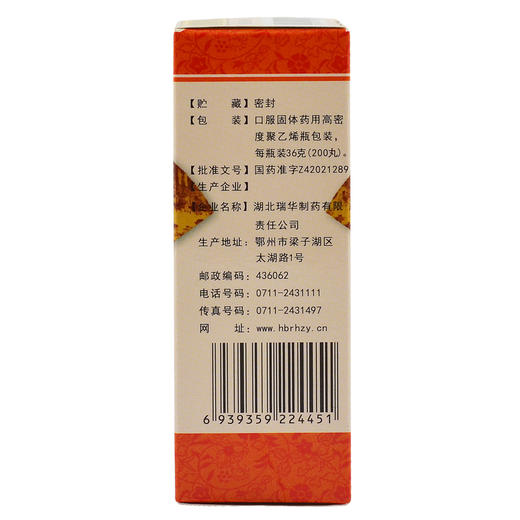 【贮 藏】密封
【包 装】口服固体药用高密
度聚乙烯瓶包装，
每瓶装36克(200丸)。
【批准文号】国药准字Z42021289
【生产企业】
【企业名称】湖北瑞华制药有限
责任公司
生产地址：鄂州市梁子湖区
太湖路1号
邮政编码：436062
电话号码：0711-2431111
传真号码：0711-2431497
网 址：www.hbrhzy.cn
6 939359 224451